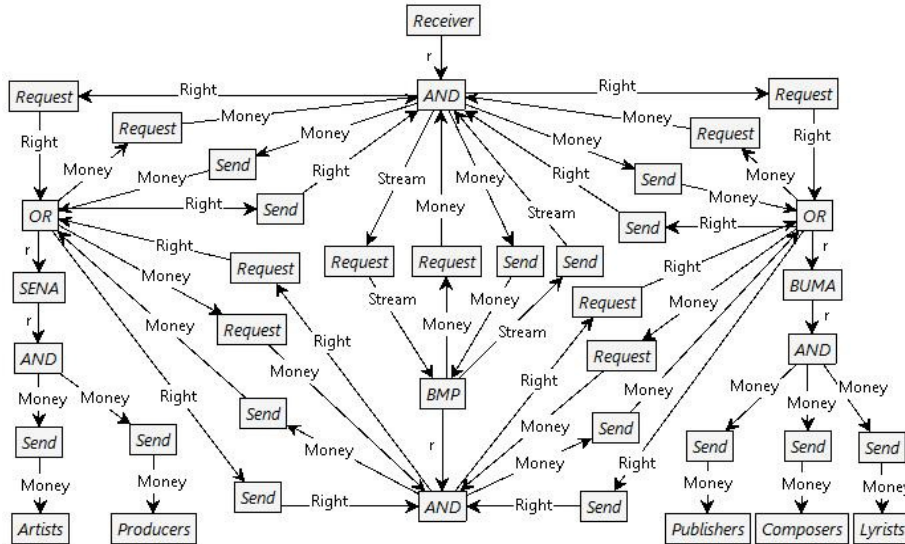 Receiver
r
Request Right AND Right Request
Request Money Money Request
Right Money Money Right
Send Right Stream Right Send
Money Money Money Money
Right Send Money Stream Send Right
OR OR
r Right Request Request Request Send Send Right r
SENA Money Stream Money Money Request Money BUMA
r Request Money Stream Request r
AND Money Right Right AND
Money Money Right Send BMP Money Send Money Money Money
Send Send Money r Money Right Send Send Send
Money Money Send Right AND Right Send Money Money Money
Artists Producers Publishers Composers Lyrists